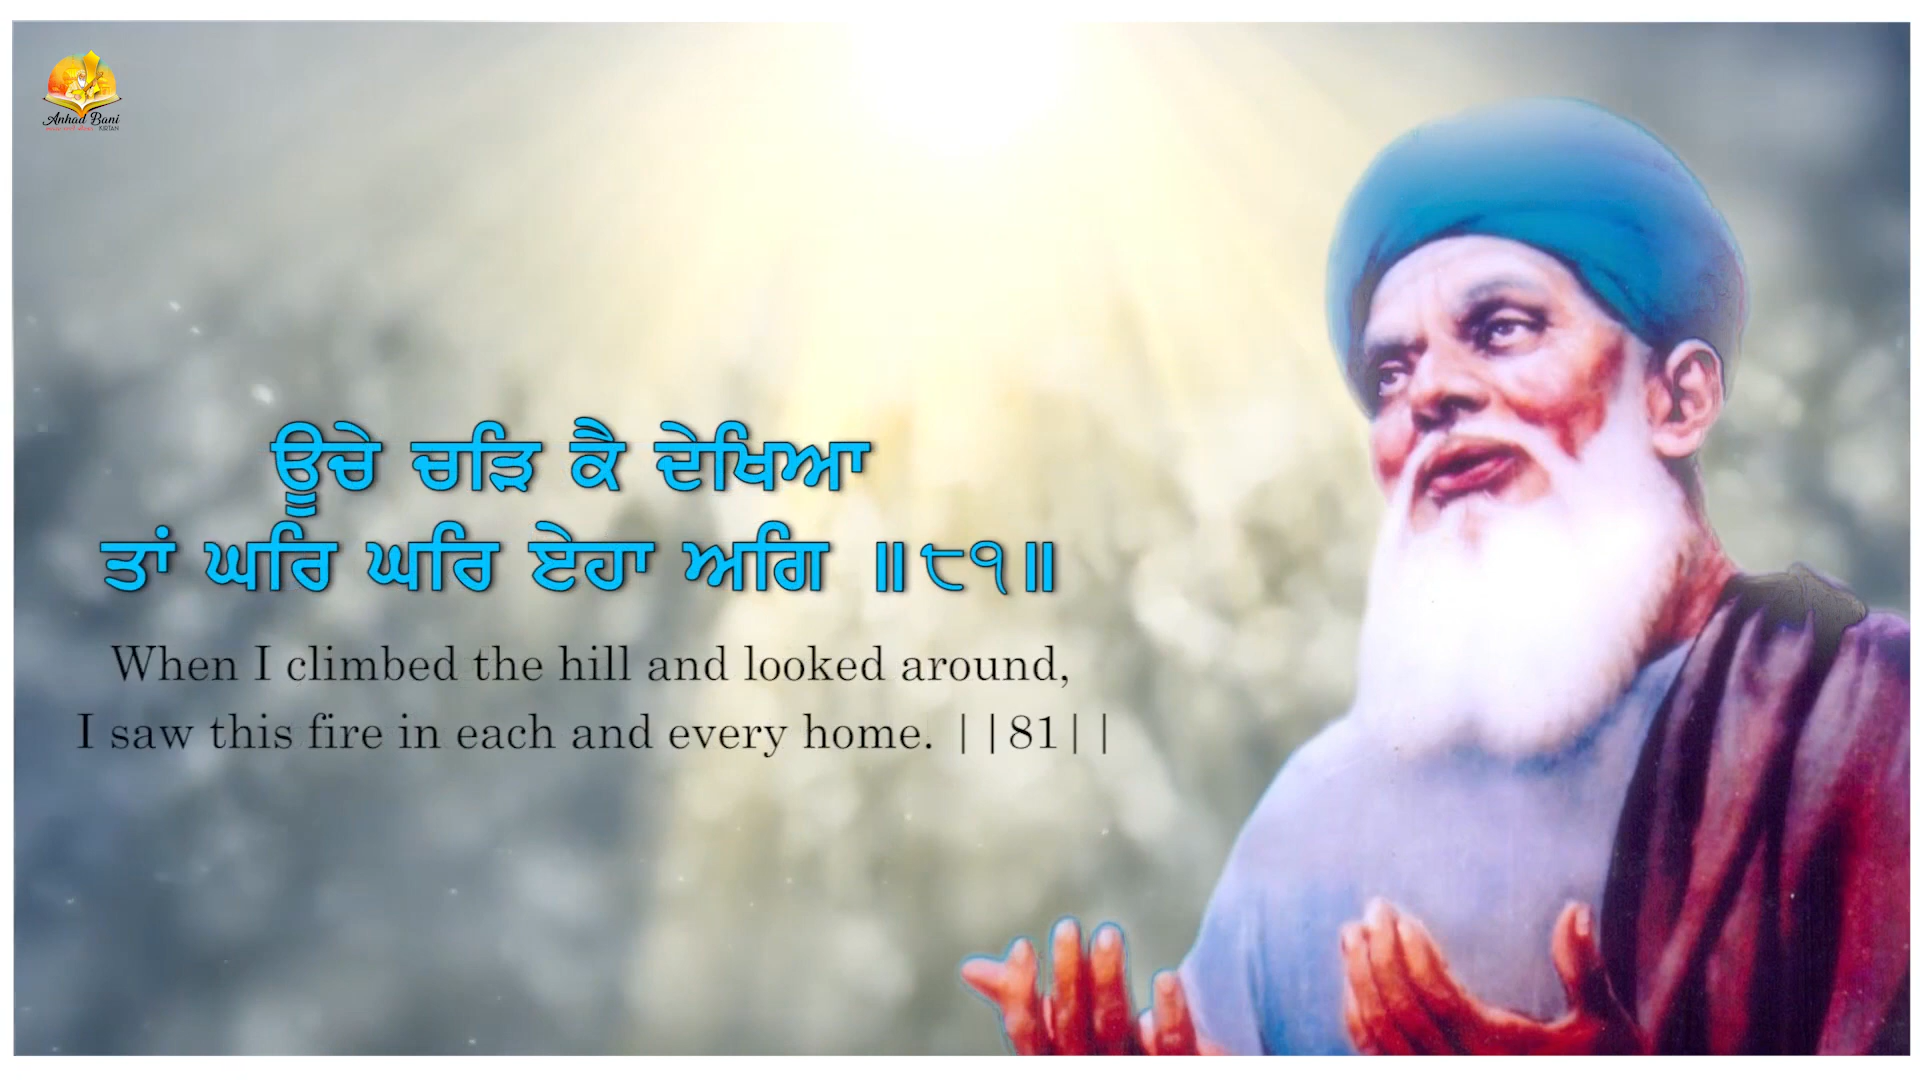 Anhad Bani
KIRTAN
ਊਚੇ ਚੜਿ ਕੈ ਦੇਖਿਆ
ਤਾਂ ਘਰਿ ਘਰਿ ਏਹਾ ਅਗਿ ॥੮੧॥
When I climbed the hill and looked around,
I saw this fire in each and every home. ||81||